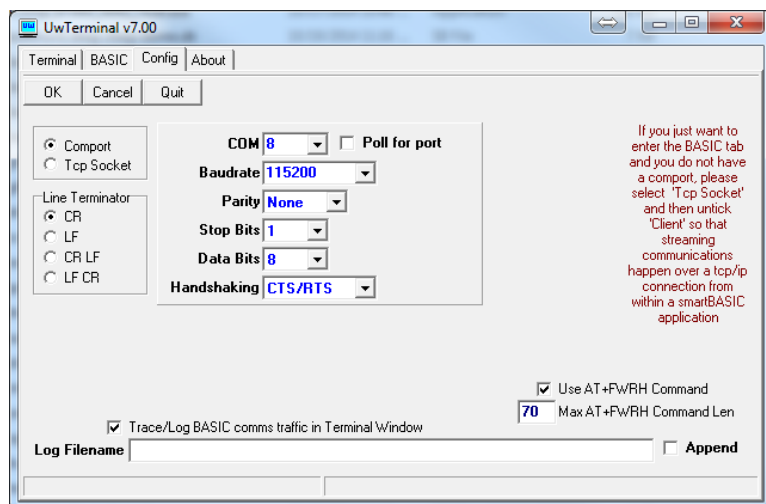 UwTerminal v7.00
Terminal BASIC Config About
OK Cancel Quit
Comport
Tcp Socket
Line Terminator
CR
LF
CR LF
LF CR
COM 8 Poll for port
Baudrate 115200
Parity None
Stop Bits 1
Data Bits 8
Handshaking CTS/RTS
If you just want to
enter the BASIC tab
and you do not have
a comport, please
select 'Tcp Socket'
and then untick
'Client' so that
streaming
communications
happen over a tcp/ip
connection from
within a smartBASIC
application
Use AT+FWRH Command
70 Max AT+FWRH Command Len
Trace/Log BASIC comms traffic in Terminal Window
Log Filename Append